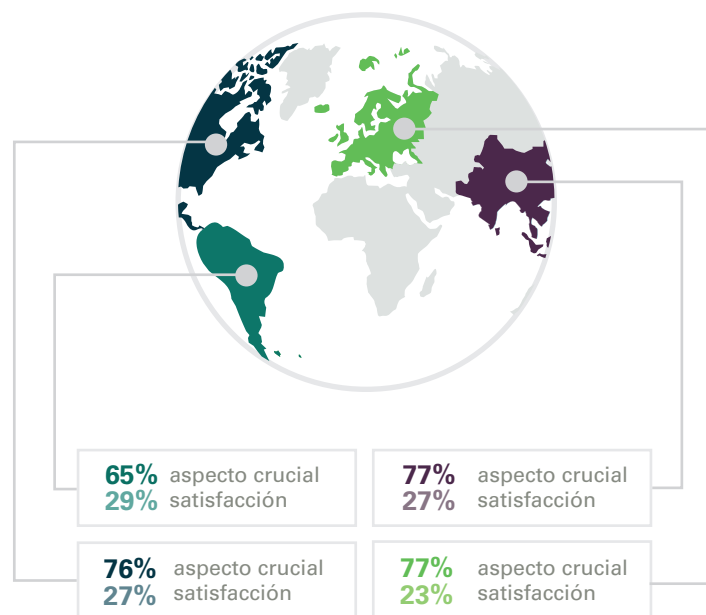 65% aspecto crucial
29% satisfacción
77% aspecto crucial
27% satisfacción
76% aspecto crucial
27% satisfacción
77% aspecto crucial
23% satisfacción